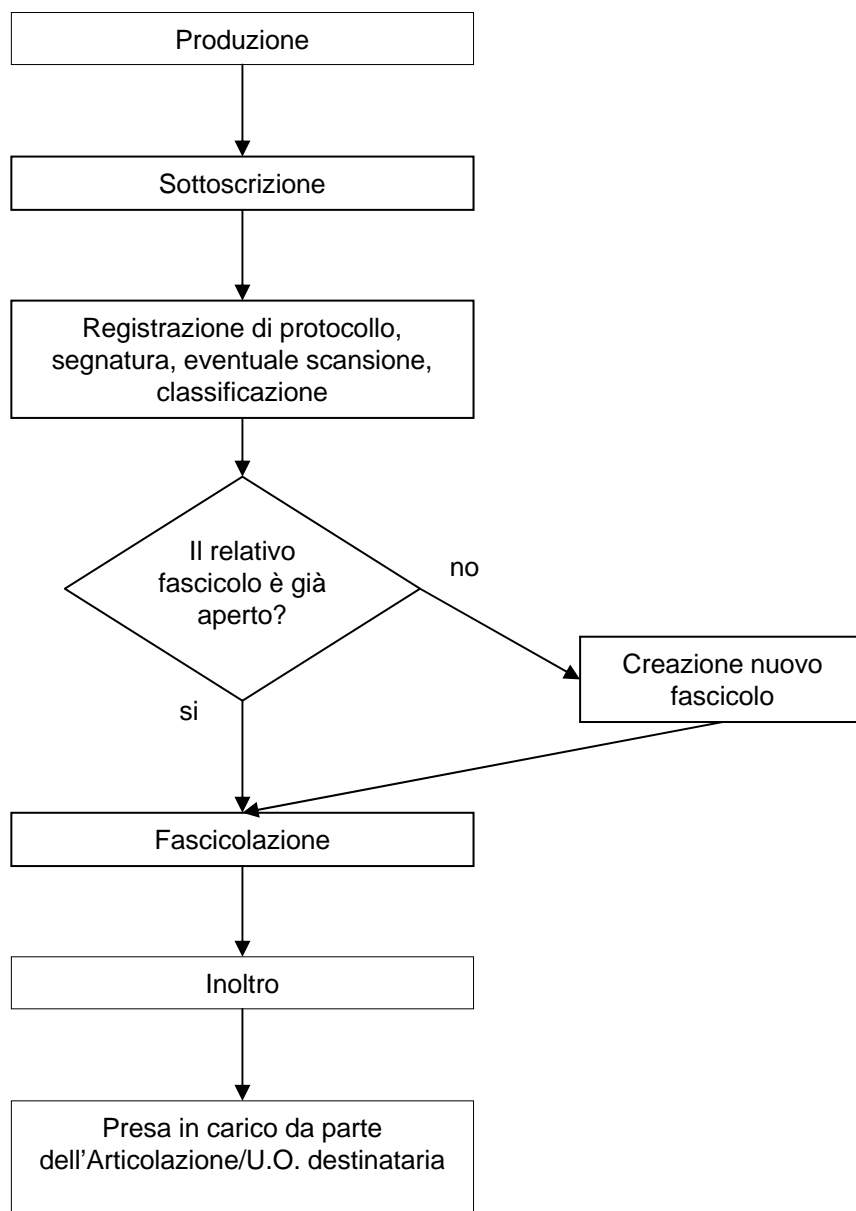 Produzione
Sottoscrizione
Registrazione di protocollo,
segnatura, eventuale scansione,
classificazione
Il relativo
fascicolo è già
aperto?
no
Creazione nuovo
fascicolo
si
Fascicolazione
Inoltro
Presa in carico da parte
dell’Articolazione/U.O. destinataria